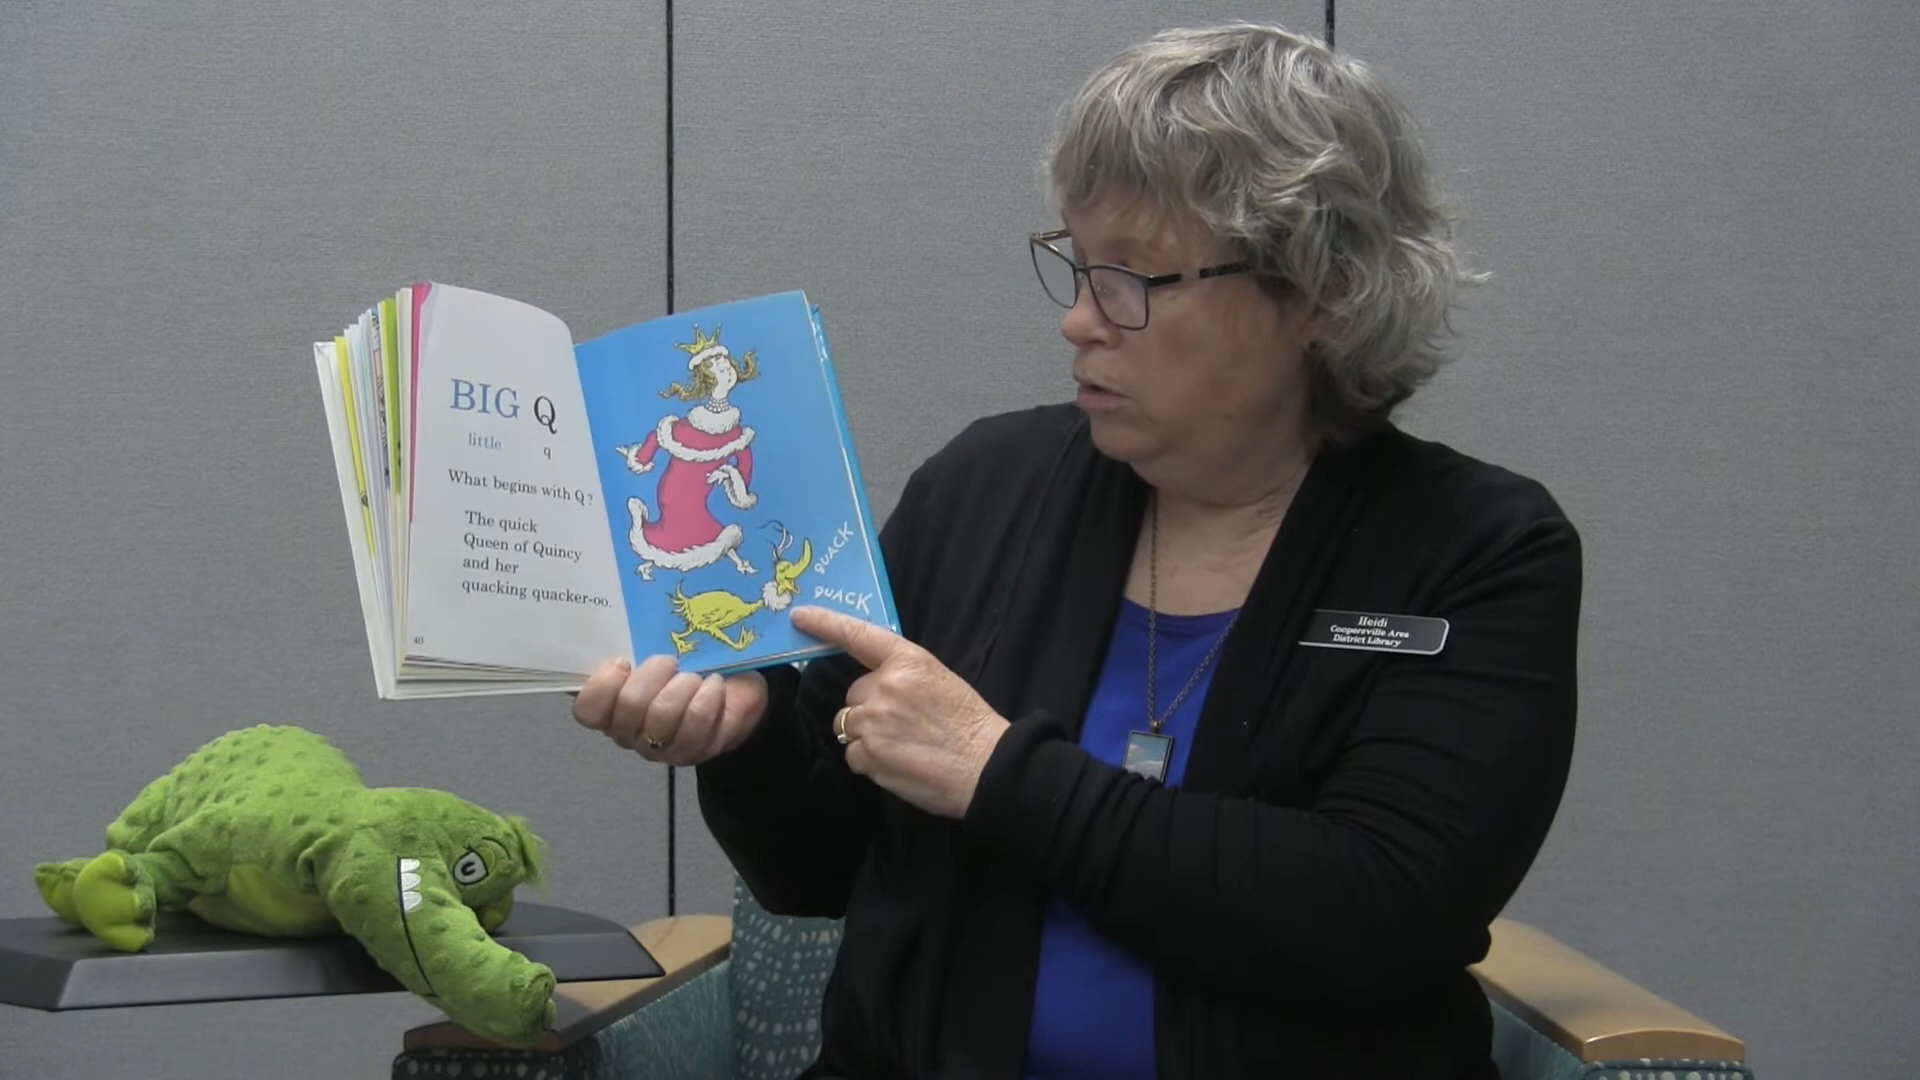 BIG Q
little q
What begins with Q?
The quick
Queen of Quincy
and her
quacking quacker-oo.
40
QUACK
QUACK
Heidi
Coopersville Area
District Library